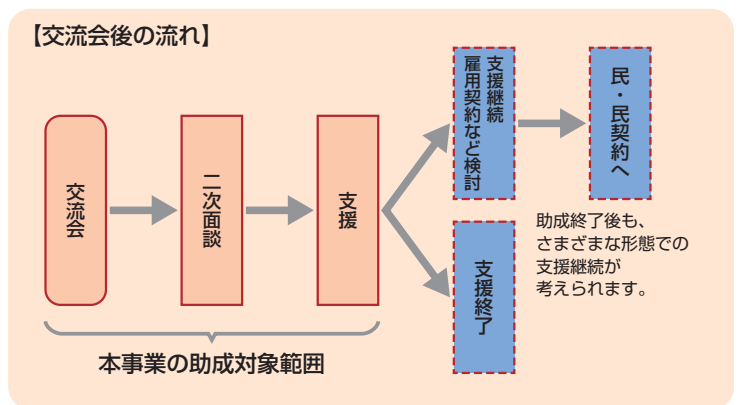 【交流会後の流れ】
交流会
二次面談
支援
支援継続
雇用契約など検討
民・民契約へ
支援終了
助成終了後も、
さまざまな形態での
支援継続が
考えられます。
本事業の助成対象範囲